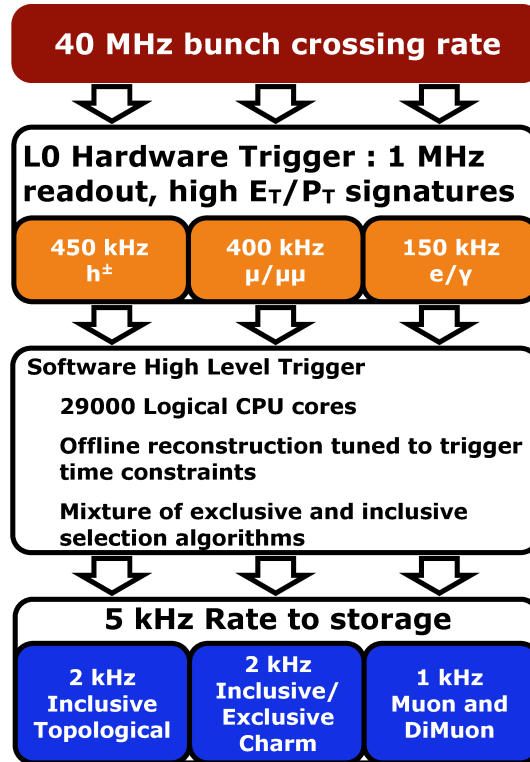 40 MHz bunch crossing rate
L0 Hardware Trigger : 1 MHz
readout, high E_T/P_T signatures
450 kHz
h±
400 kHz
μ/μμ
150 kHz
e/γ
Software High Level Trigger
29000 Logical CPU cores
Offline reconstruction tuned to trigger
time constraints
Mixture of exclusive and inclusive
selection algorithms
5 kHz Rate to storage
2 kHz
Inclusive
Topological
2 kHz
Inclusive/
Exclusive
Charm
1 kHz
Muon and
DiMuon